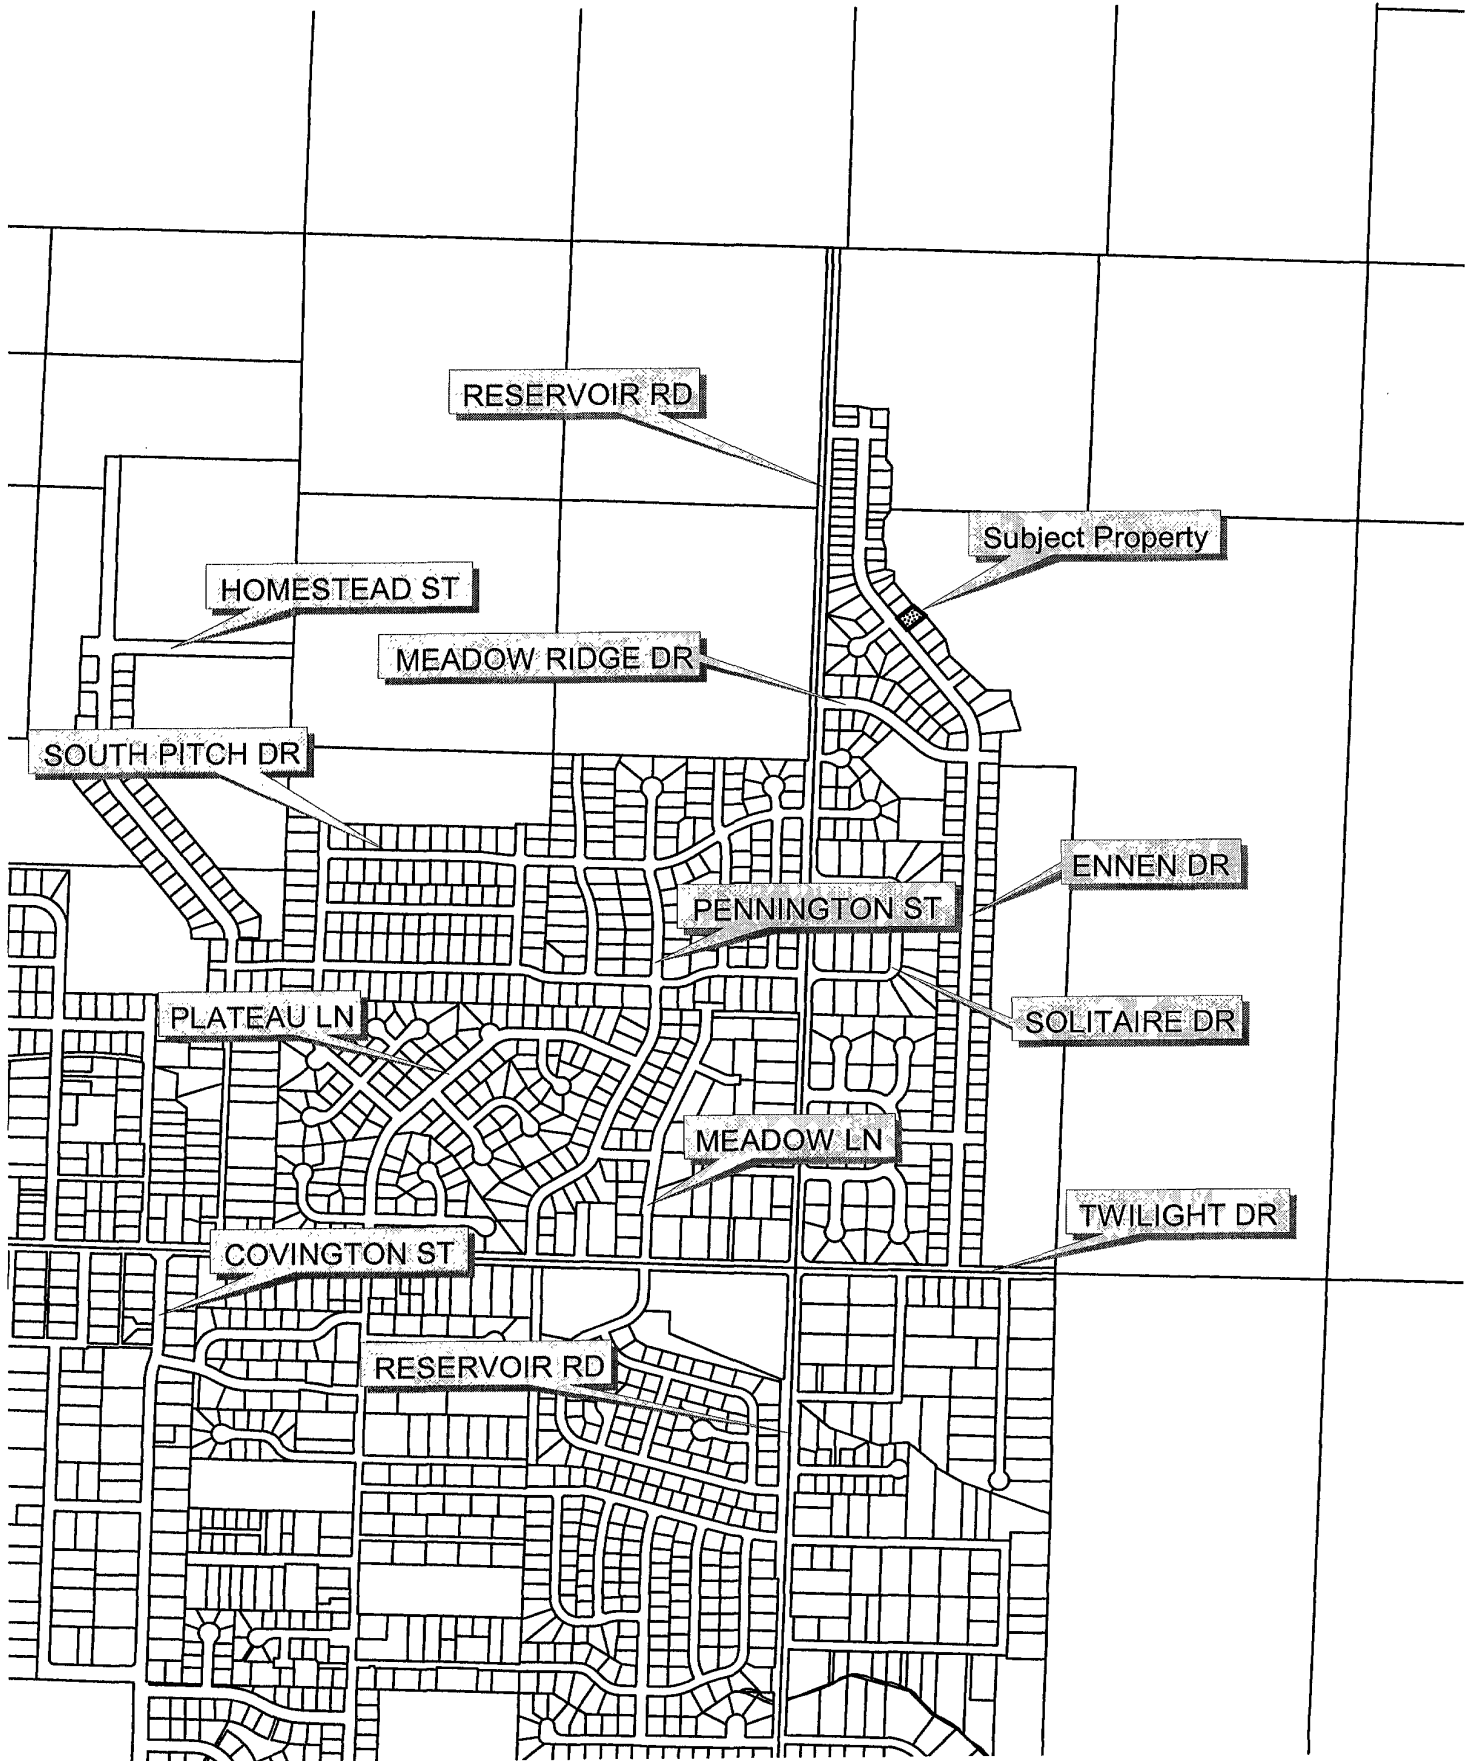 RESERVOIR RD
Subject Property
HOMESTEAD ST
MEADOW RIDGE DR
SOUTH PITCH DR
ENNEN DR
PENNINGTON ST
PLATEAU LN
SOLITAIRE DR
MEADOW LN
TWILIGHT DR
COVINGTON ST
RESERVOIR RD